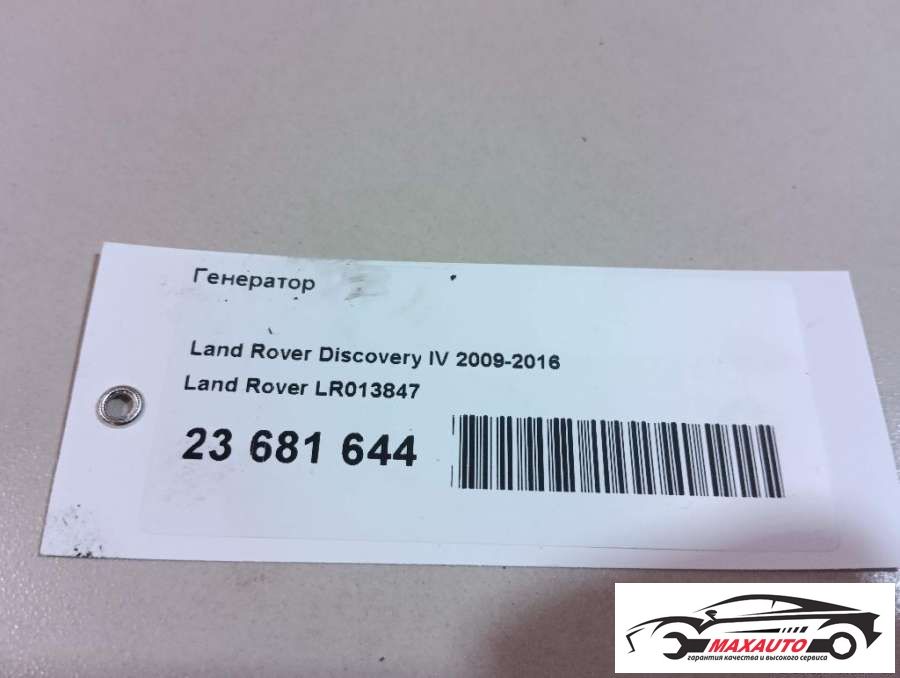 Генератор
Land Rover Discovery IV 2009-2016
Land Rover LR013847
23 681 644
MAXAUTO
гарантия качества и высокого сервиса